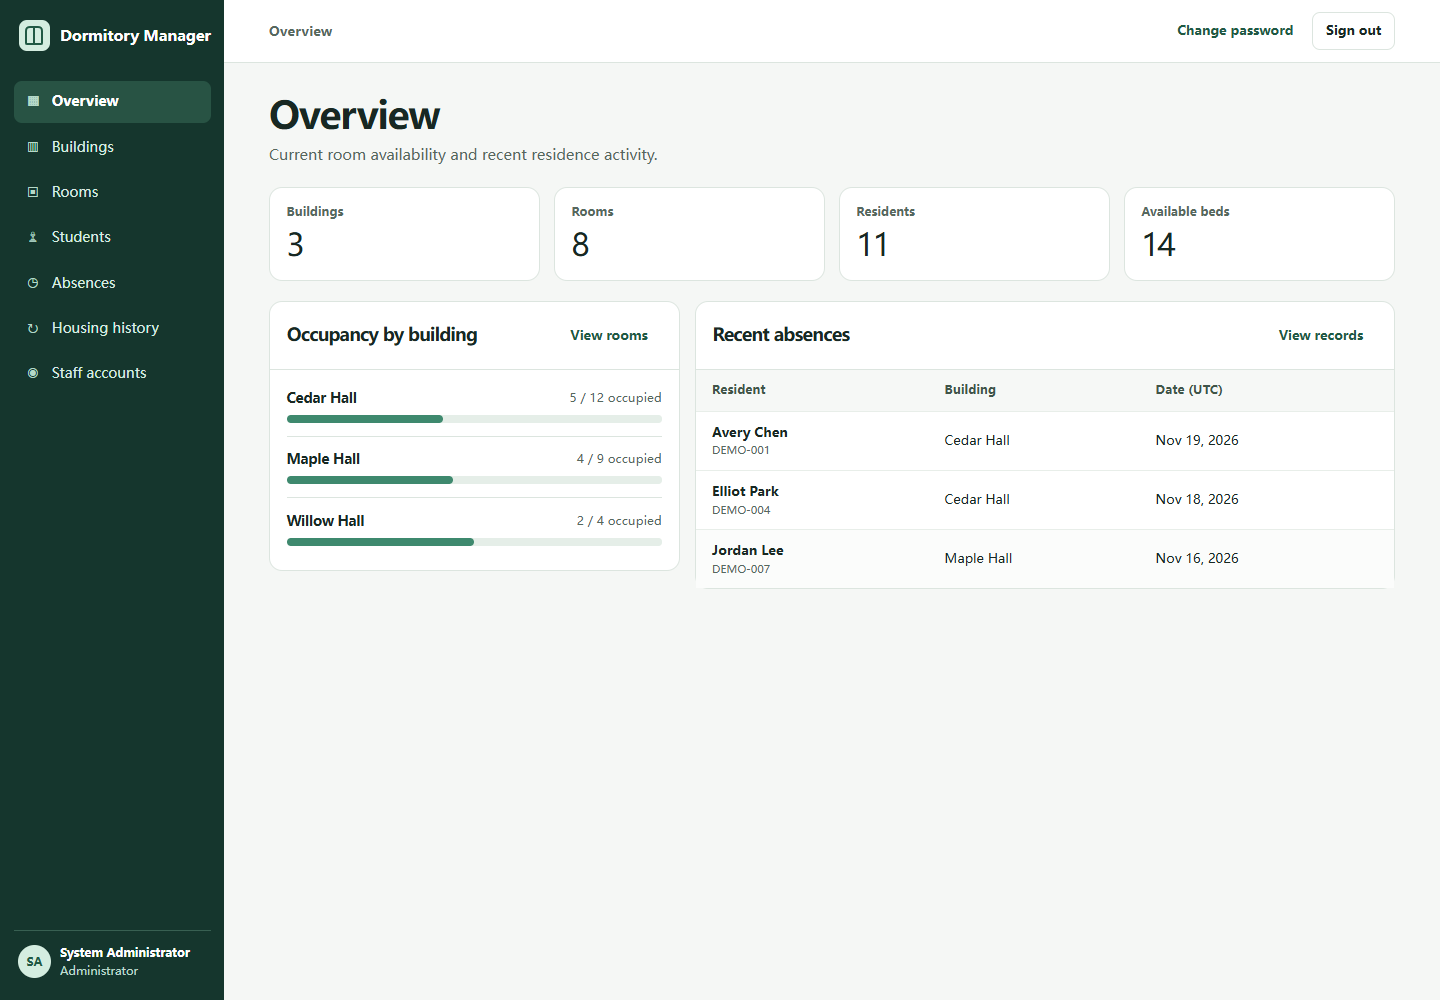 Dormitory Manager
Overview
Buildings
Rooms
Students
Absences
Housing history
Staff accounts
SA
System Administrator
Administrator
Overview
Change password
Sign out
Overview
Current room availability and recent residence activity.
Buildings
3
Rooms
8
Residents
11
Available beds
14
Occupancy by building
View rooms
Cedar Hall
5 / 12 occupied
Maple Hall
4 / 9 occupied
Willow Hall
2 / 4 occupied
Recent absences
View records
Resident Building Date (UTC)
Avery Chen
DEMO-001
Cedar Hall
Nov 19, 2026
Elliot Park
DEMO-004
Cedar Hall
Nov 18, 2026
Jordan Lee
DEMO-007
Maple Hall
Nov 16, 2026